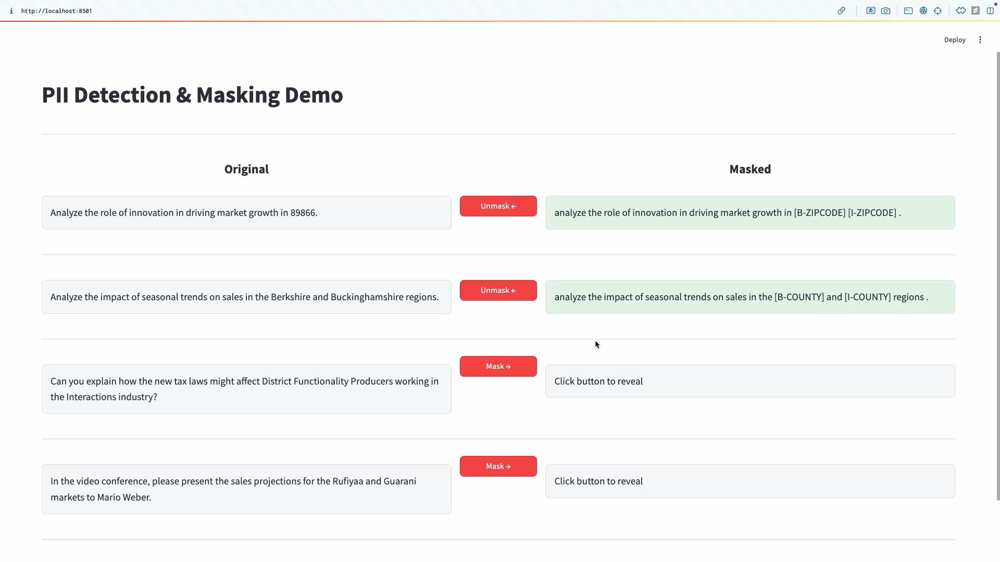 http://localhost:8501
Deploy
PII Detection & Masking Demo
Original
Masked
Analyze the role of innovation in driving market growth in 89866.
Unmask ←
analyze the role of innovation in driving market growth in [B-ZIPCODE] [I-ZIPCODE] .
Analyze the impact of seasonal trends on sales in the Berkshire and Buckinghamshire regions.
Unmask ←
analyze the impact of seasonal trends on sales in the [B-COUNTY] and [I-COUNTY] regions .
Can you explain how the new tax laws might affect District Functionality Producers working in
the Interactions industry?
Mask →
Click button to reveal
In the video conference, please present the sales projections for the Rufiyaa and Guarani
markets to Mario Weber.
Mask →
Click button to reveal